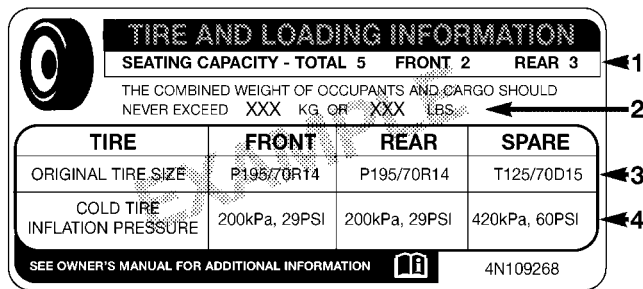 TIRE AND LOADING INFORMATION
SEATING CAPACITY - TOTAL 5 FRONT 2 REAR 3 1
THE COMBINED WEIGHT OF OCCUPANTS AND CARGO SHOULD
NEVER EXCEED XXX KG OR XXX LBS. 2
TIRE FRONT REAR SPARE
ORIGINAL TIRE SIZE P195/70R14 P195/70R14 T125/70D15 3
COLD TIRE
INFLATION PRESSURE 200kPa, 29PSI 200kPa, 29PSI 420kPa, 60PSI 4
SEE OWNER'S MANUAL FOR ADDITIONAL INFORMATION 4N109268
EXAMPLE